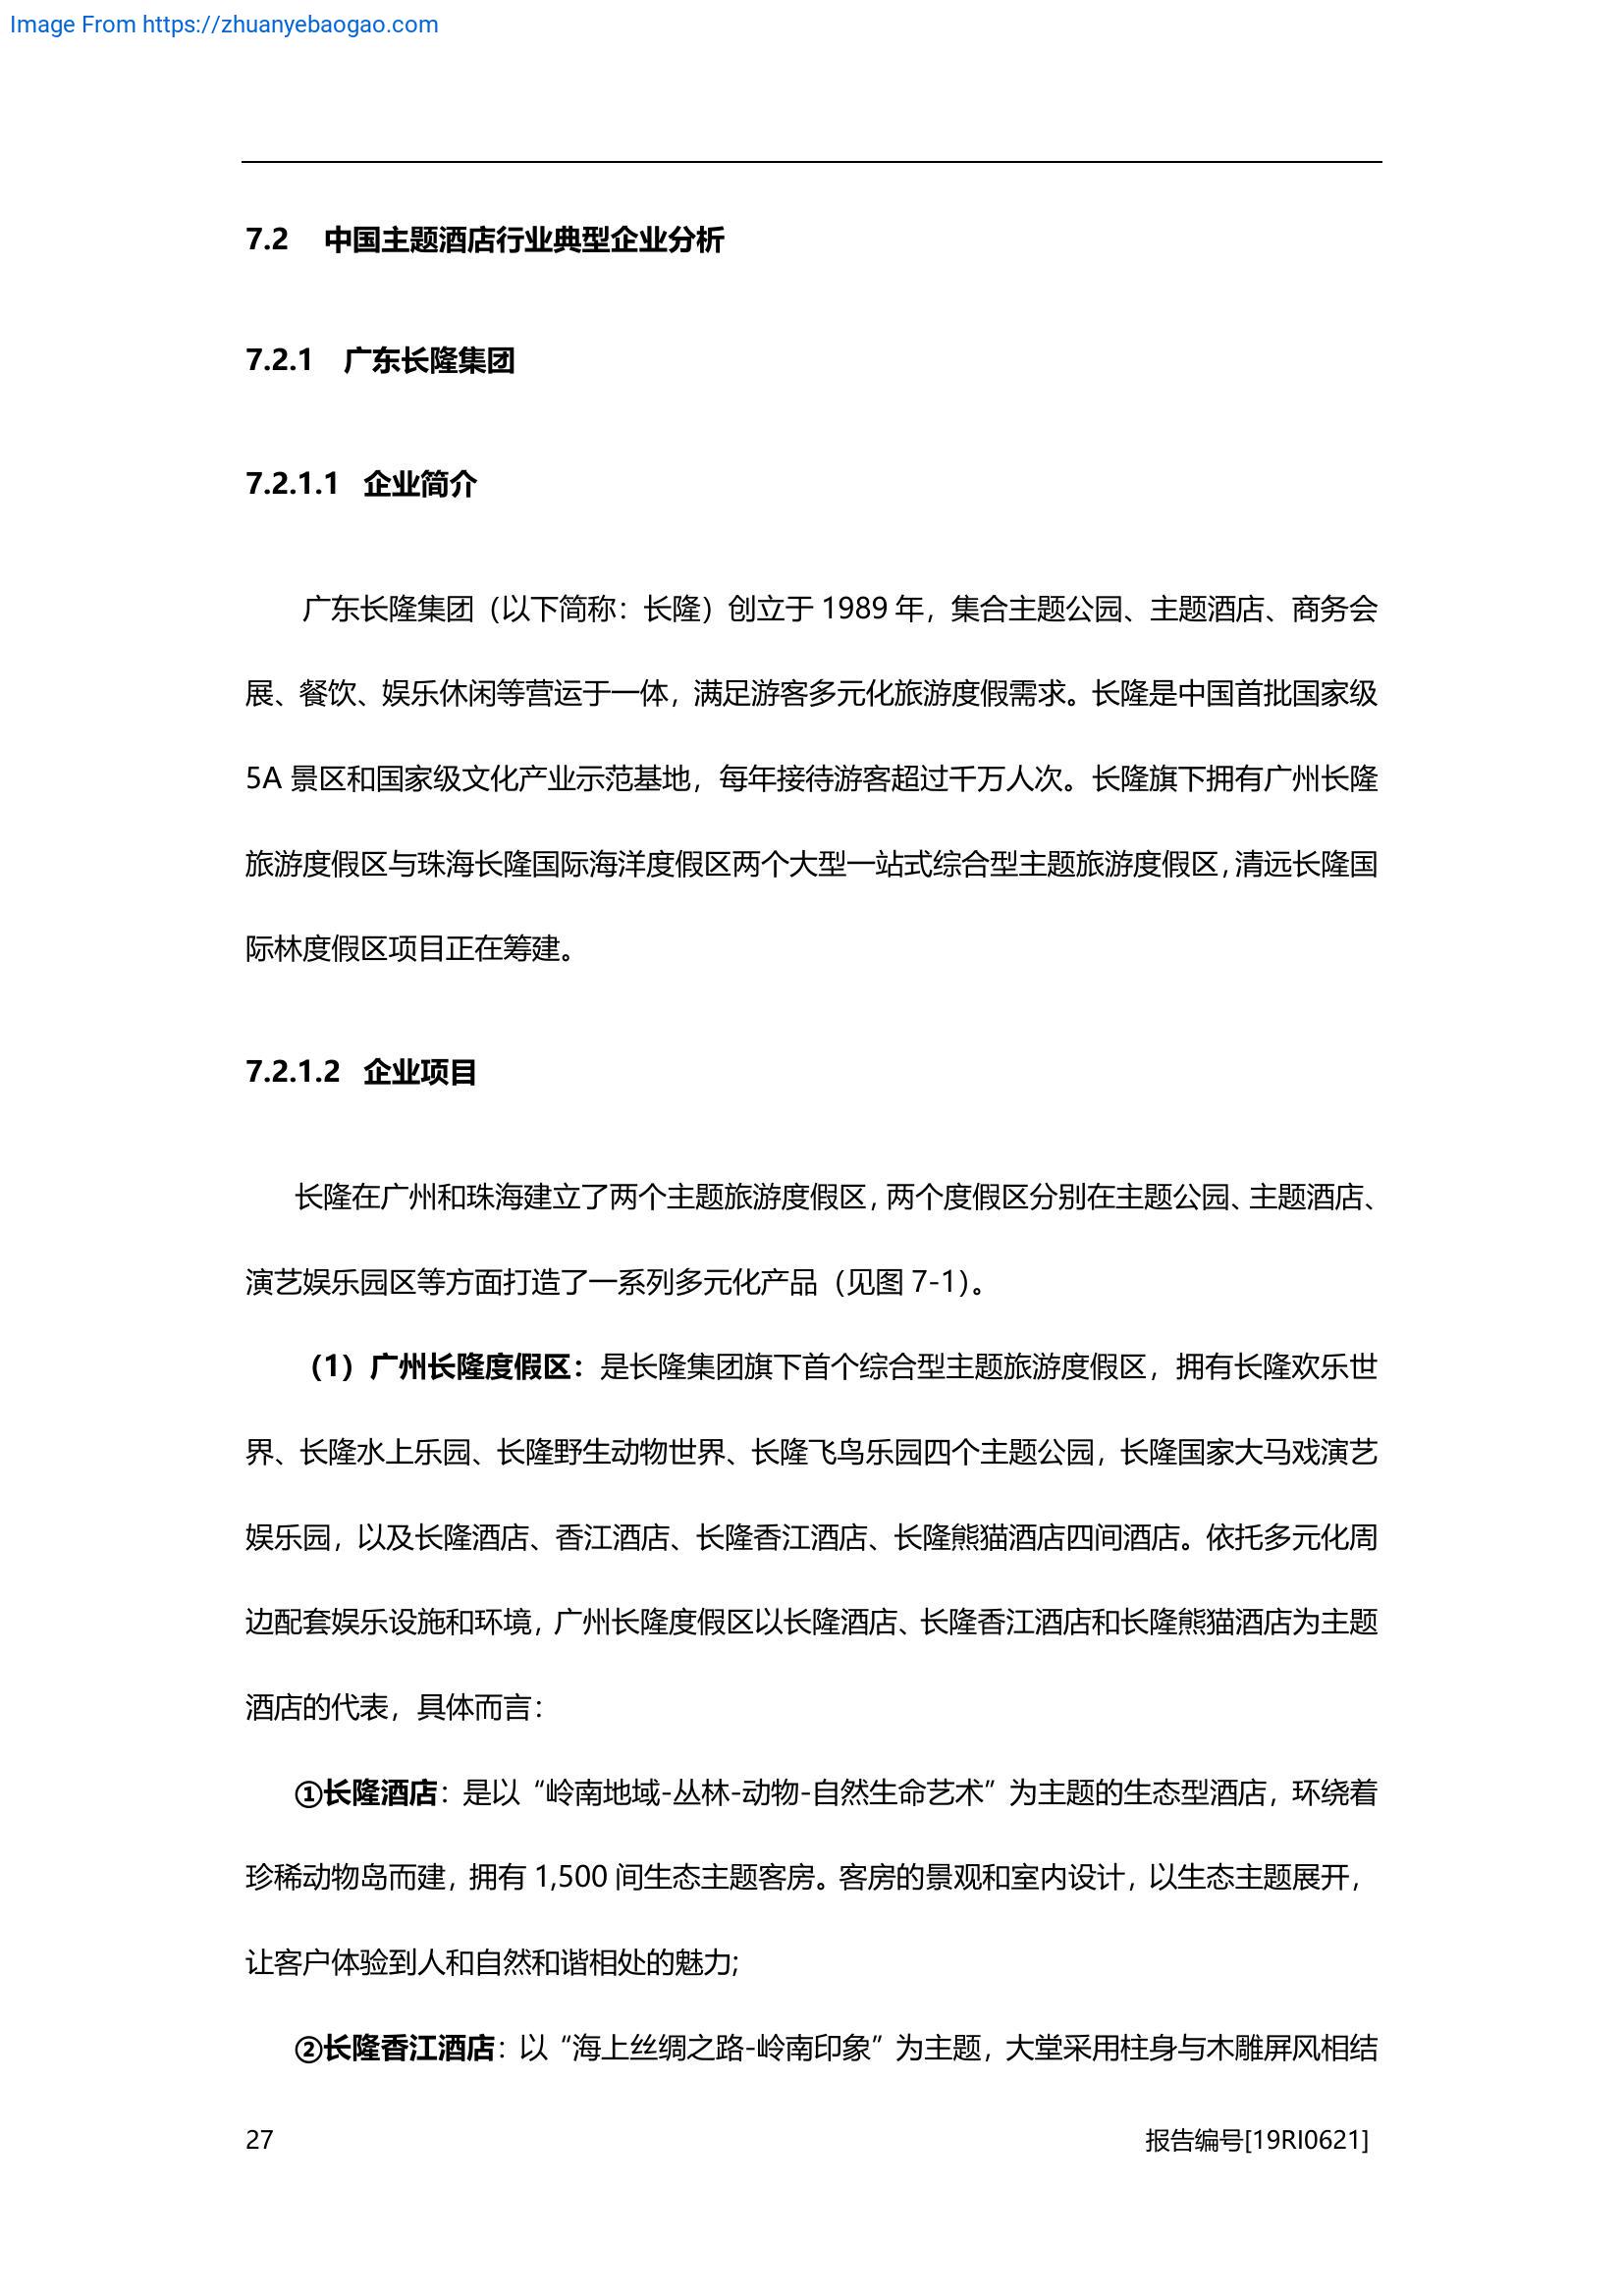 Image From https://zhuanyebaogao.com
7.2 中国主题酒店行业典型企业分析
7.2.1 广东长隆集团
7.2.1.1 企业简介
广东长隆集团（以下简称：长隆）创立于 1989 年，集合主题公园、主题酒店、商务会
展、餐饮、娱乐休闲等营运于一体，满足游客多元化旅游度假需求。长隆是中国首批国家级
5A 景区和国家级文化产业示范基地，每年接待游客超过千万人次。长隆旗下拥有广州长隆
旅游度假区与珠海长隆国际海洋度假区两个大型一站式综合型主题旅游度假区，清远长隆国
际林度假区项目正在筹建。
7.2.1.2 企业项目
长隆在广州和珠海建立了两个主题旅游度假区，两个度假区分别在主题公园、主题酒店、
演艺娱乐园区等方面打造了一系列多元化产品（见图 7-1）。
（1）广州长隆度假区：是长隆集团旗下首个综合型主题旅游度假区，拥有长隆欢乐世
界、长隆水上乐园、长隆野生动物世界、长隆飞鸟乐园四个主题公园，长隆国家大马戏演艺
娱乐园，以及长隆酒店、香江酒店、长隆香江酒店、长隆熊猫酒店四间酒店。依托多元化周
边配套娱乐设施和环境，广州长隆度假区以长隆酒店、长隆香江酒店和长隆熊猫酒店为主题
酒店的代表，具体而言：
①长隆酒店：是以“岭南地域-丛林-动物-自然生命艺术”为主题的生态型酒店，环绕着
珍稀动物岛而建，拥有 1,500 间生态主题客房。客房的景观和室内设计，以生态主题展开，
让客户体验到人和自然和谐相处的魅力;
②长隆香江酒店：以“海上丝绸之路-岭南印象”为主题，大堂采用柱身与木雕屏风相结
27 报告编号[19RI0621]